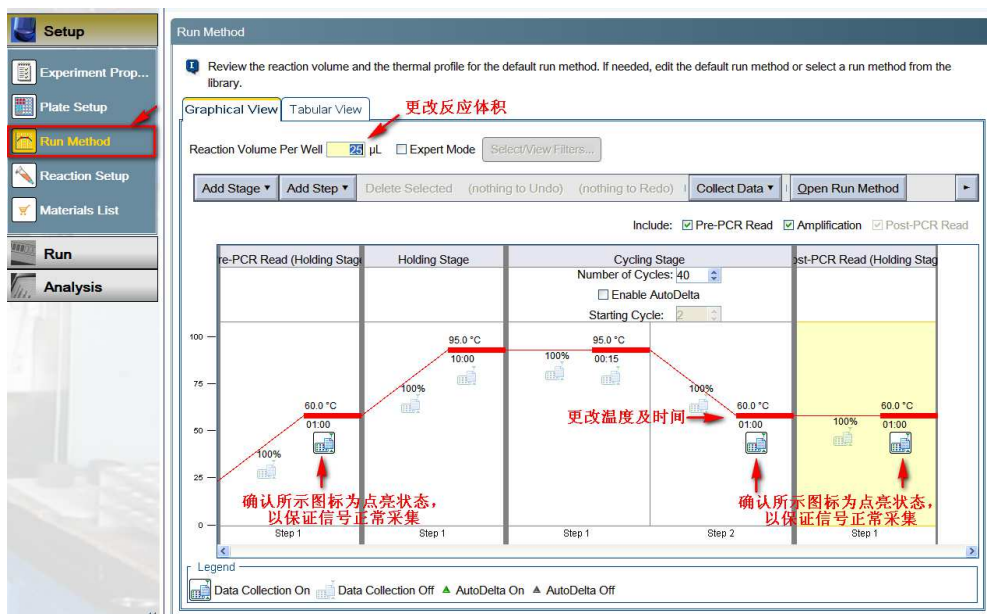 Setup
Experiment Prop...
Plate Setup
Run Method
Reaction Setup
Materials List
Run
Analysis
Run Method
Review the reaction volume and the thermal profile for the default run method. If needed, edit the default run method or select a run method from the
library.
Graphical View Tabular View
更改反应体积
Reaction Volume Per Well 25 µL Expert Mode Select/View Filters...
Add Stage ▼ Add Step ▼ Delete Selected (nothing to Undo) (nothing to Redo) Collect Data ▼ Open Run Method
Include: Pre-PCR Read Amplification Post-PCR Read
re-PCR Read (Holding Stage Holding Stage Cycling Stage ost-PCR Read (Holding Stag
Number of Cycles: 40
Enable AutoDelta
Starting Cycle: 2
100
95.0 °C 95.0 °C
10:00 100% 00:15
75
100% 100%
60.0 °C 60.0 °C 60.0 °C
更改温度及时间
01:00 01:00 100% 01:00
50
100%
25
确认所示图标为点亮状态，
以保证信号正常采集
确认所示图标为点亮状态，
以保证信号正常采集
0
Step 1 Step 1 Step 1 Step 2 Step 1
Legend
Data Collection On Data Collection Off AutoDelta On AutoDelta Off